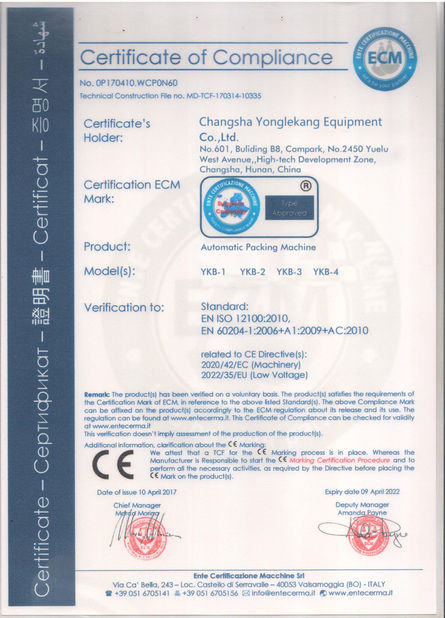 Certificate of Compliance
No. 0P170410.WCP0N60
Technical Construction File no. MD-TCF-170314-10335
ENTE CERTIFICAZIONE MACCHINE
ECM
Certificate's Holder:
Changsha Yonglekang Equipment
Co.,Ltd.
No.601, Buliding B8, Compark, No.2450 Yuelu
West Avenue,,High-tech Development Zone,
Changsha, Hunan, China
Certification ECM Mark:
®
Type
Approved
Product:
Automatic Packing Machine
Model(s):
YKB-1 YKB-2 YKB-3 YKB-4
Verification to:
Standard:
EN ISO 12100:2010,
EN 60204-1:2006+A1:2009+AC:2010
related to CE Directive(s):
2020/42/EC (Machinery)
2022/35/EU (Low Voltage)
Remark: The product(s) has been verified on a voluntary basis. The product(s) satisfies the requirements of
the Certification Mark of ECM, in reference to the above listed Standard(s). The above Compliance Mark
can be affixed on the product(s) accordingly to the ECM regulation about its release and its use. The
regulation can be found at www.entecerma.it. This Certificate of Compliance can be checked for validity
at www.entecerma.it
This verification doesn't imply assessment of the production of the product(s).
Additional information, clarification about the CE Marking:
CE
We attest that a TCF for the CE Marking process is in place. Whereas the
Manufacturer is Responsible to start the CE Marking Certification Procedure and to
perform all the necessary activities, as required by the Directive before placing the
CE Mark on the product(s).
Date of issue 10 April 2017
Expiry date 09 April 2022
Chief Manager
Deputy Manager
Amanda Payne
Ente Certificazione Macchine Srl
Via Ca' Bella, 243 – Loc. Castello di Serravalle – 40053 Valsamoggia (BO) - ITALY
+39 051 6705141 +39 051 6705156 info@entecerma.it www.entecerma.it
Certificate – Сертификат – 證明書 – Certificat – 증명서 – شهادة